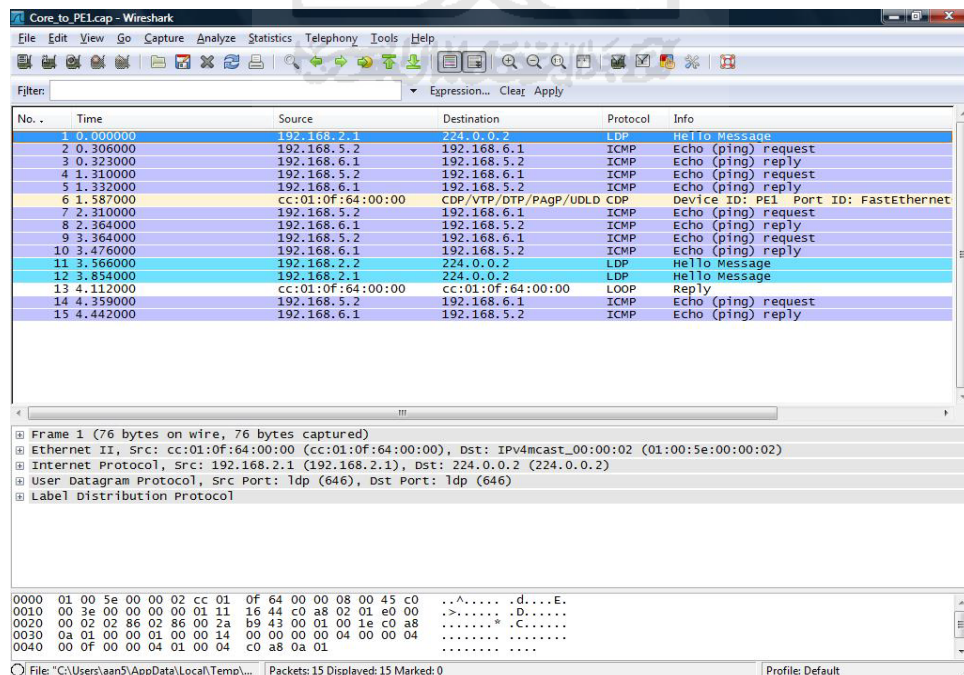 Core_to_PE1.cap - Wireshark
File Edit View Go Capture Analyze Statistics Telephony Tools Help
Filter: Expression... Clear Apply
No. . Time Source Destination Protocol Info
1 0.000000 192.168.2.1 224.0.0.2 LDP Hello Message
2 0.306000 192.168.5.2 192.168.6.1 ICMP Echo (ping) request
3 0.323000 192.168.6.1 192.168.5.2 ICMP Echo (ping) reply
4 1.310000 192.168.5.2 192.168.6.1 ICMP Echo (ping) request
5 1.332000 192.168.6.1 192.168.5.2 ICMP Echo (ping) reply
6 1.587000 cc:01:0f:64:00:00 CDP/VTP/DTP/PAgP/UDLD CDP Device ID: PE1 Port ID: FastEthernet
7 2.310000 192.168.5.2 192.168.6.1 ICMP Echo (ping) request
8 2.364000 192.168.6.1 192.168.5.2 ICMP Echo (ping) reply
9 3.364000 192.168.5.2 192.168.6.1 ICMP Echo (ping) request
10 3.476000 192.168.6.1 192.168.5.2 ICMP Echo (ping) reply
11 3.566000 192.168.2.2 224.0.0.2 LDP Hello Message
12 3.854000 192.168.2.1 224.0.0.2 LDP Hello Message
13 4.112000 cc:01:0f:64:00:00 cc:01:0f:64:00:00 LOOP Reply
14 4.359000 192.168.5.2 192.168.6.1 ICMP Echo (ping) request
15 4.442000 192.168.6.1 192.168.5.2 ICMP Echo (ping) reply
Frame 1 (76 bytes on wire, 76 bytes captured)
Ethernet II, Src: cc:01:0f:64:00:00 (cc:01:0f:64:00:00), Dst: IPv4mcast_00:00:02 (01:00:5e:00:00:02)
Internet Protocol, Src: 192.168.2.1 (192.168.2.1), Dst: 224.0.0.2 (224.0.0.2)
User Datagram Protocol, Src Port: ldp (646), Dst Port: ldp (646)
Label Distribution Protocol
0000 01 00 5e 00 00 02 cc 01 0f 64 00 00 08 00 45 c0 ..^..... .d....E.
0010 00 3e 00 00 00 00 01 11 16 44 c0 a8 02 01 e0 00 .>...... .D......
0020 00 02 02 86 02 86 00 2a b9 43 00 01 00 1e c0 a8 .......* .C......
0030 0a 01 00 00 01 00 00 14 00 00 00 00 04 00 00 04 ........ ........
0040 00 0f 00 00 04 01 00 04 c0 a8 0a 01 ........ ....
File: "C:\Users\aan5\AppData\Local\Temp\... Packets: 15 Displayed: 15 Marked: 0 Profile: Default